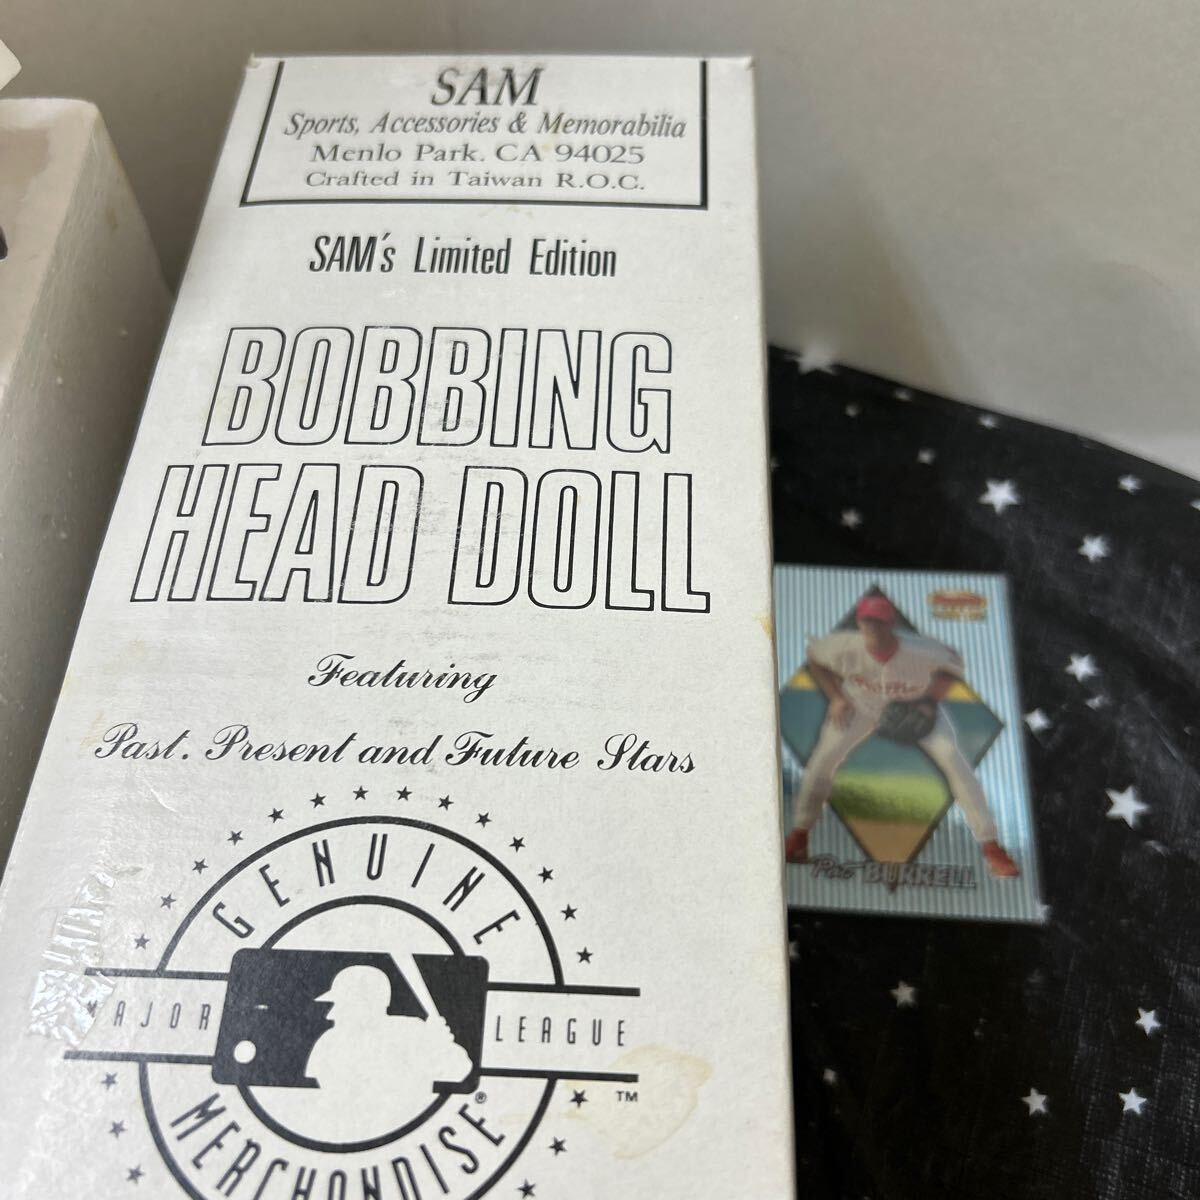 SAM
Sports, Accessories & Memorabilia
Menlo Park. CA 94025
Crafted in Taiwan R.O.C.
SAM's Limited Edition
BOBBING
HEAD DOLL
Featuring
Past. Present and Future Stars
GENUINE
MAJOR LEAGUE
MERCHANDISE®
TM
Pat BURRELL